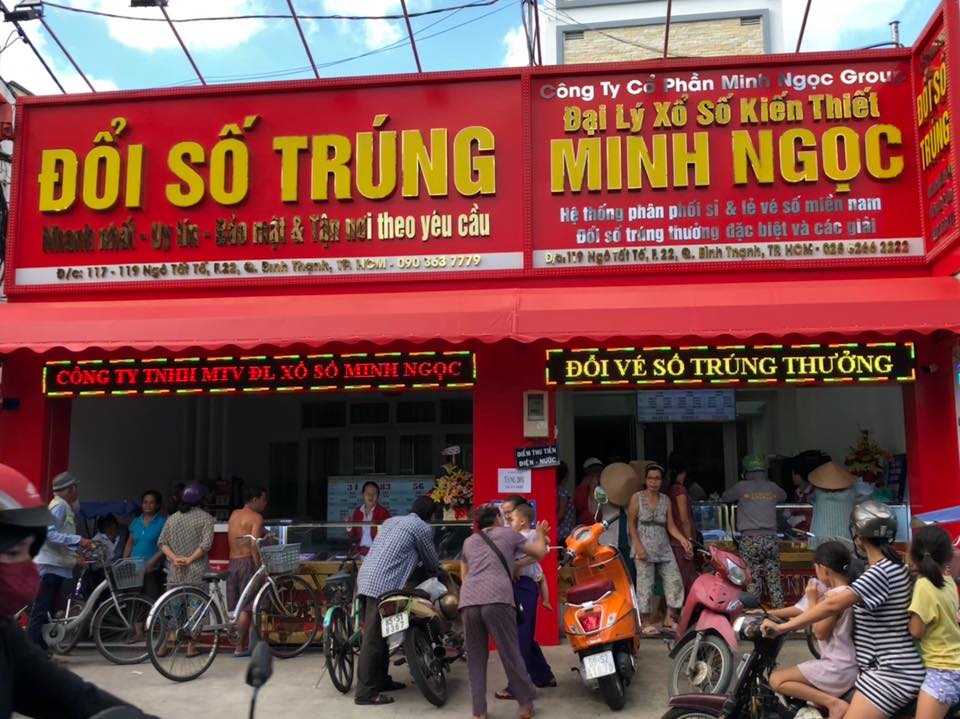 ĐỔI SỐ TRÚNG
Nhanh nhất - Uy tín - Bảo mật & Tận nơi theo yêu cầu
Đ/c: 117 - 119 Ngô Tất Tố, F.22, Q. Bình Thạnh, TP. HCM - 090 363 7779
Công Ty Cổ Phần Minh Ngọc Group
Đại Lý Xổ Số Kiến Thiết
MINH NGỌC
Hệ thống phân phối sỉ & lẻ vé số miền nam
Đổi số trúng thưởng đặc biệt và các giải
Đ/c: 119 Ngô Tất Tố, F.22, Q. Bình Thạnh, TP. HCM - 028 6266 2222
ĐỔI SỐ
TRÚNG
CÔNG TY TNHH MTV ĐL XỔ SỐ MINH NGỌC
ĐỔI VÉ SỐ TRÚNG THƯỞNG
ĐIỂM THU TIỀN
ĐIỆN - NƯỚC
34 83 56